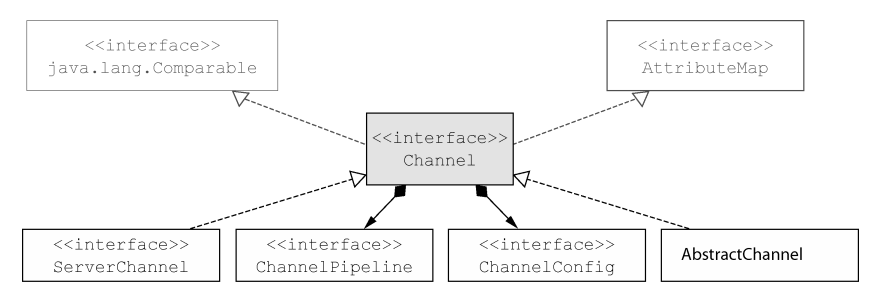 <<interface>>
java.lang.Comparable
<<interface>>
AttributeMap
<<interface>>
Channel
<<interface>>
ServerChannel
<<interface>>
ChannelPipeline
<<interface>>
ChannelConfig
AbstractChannel